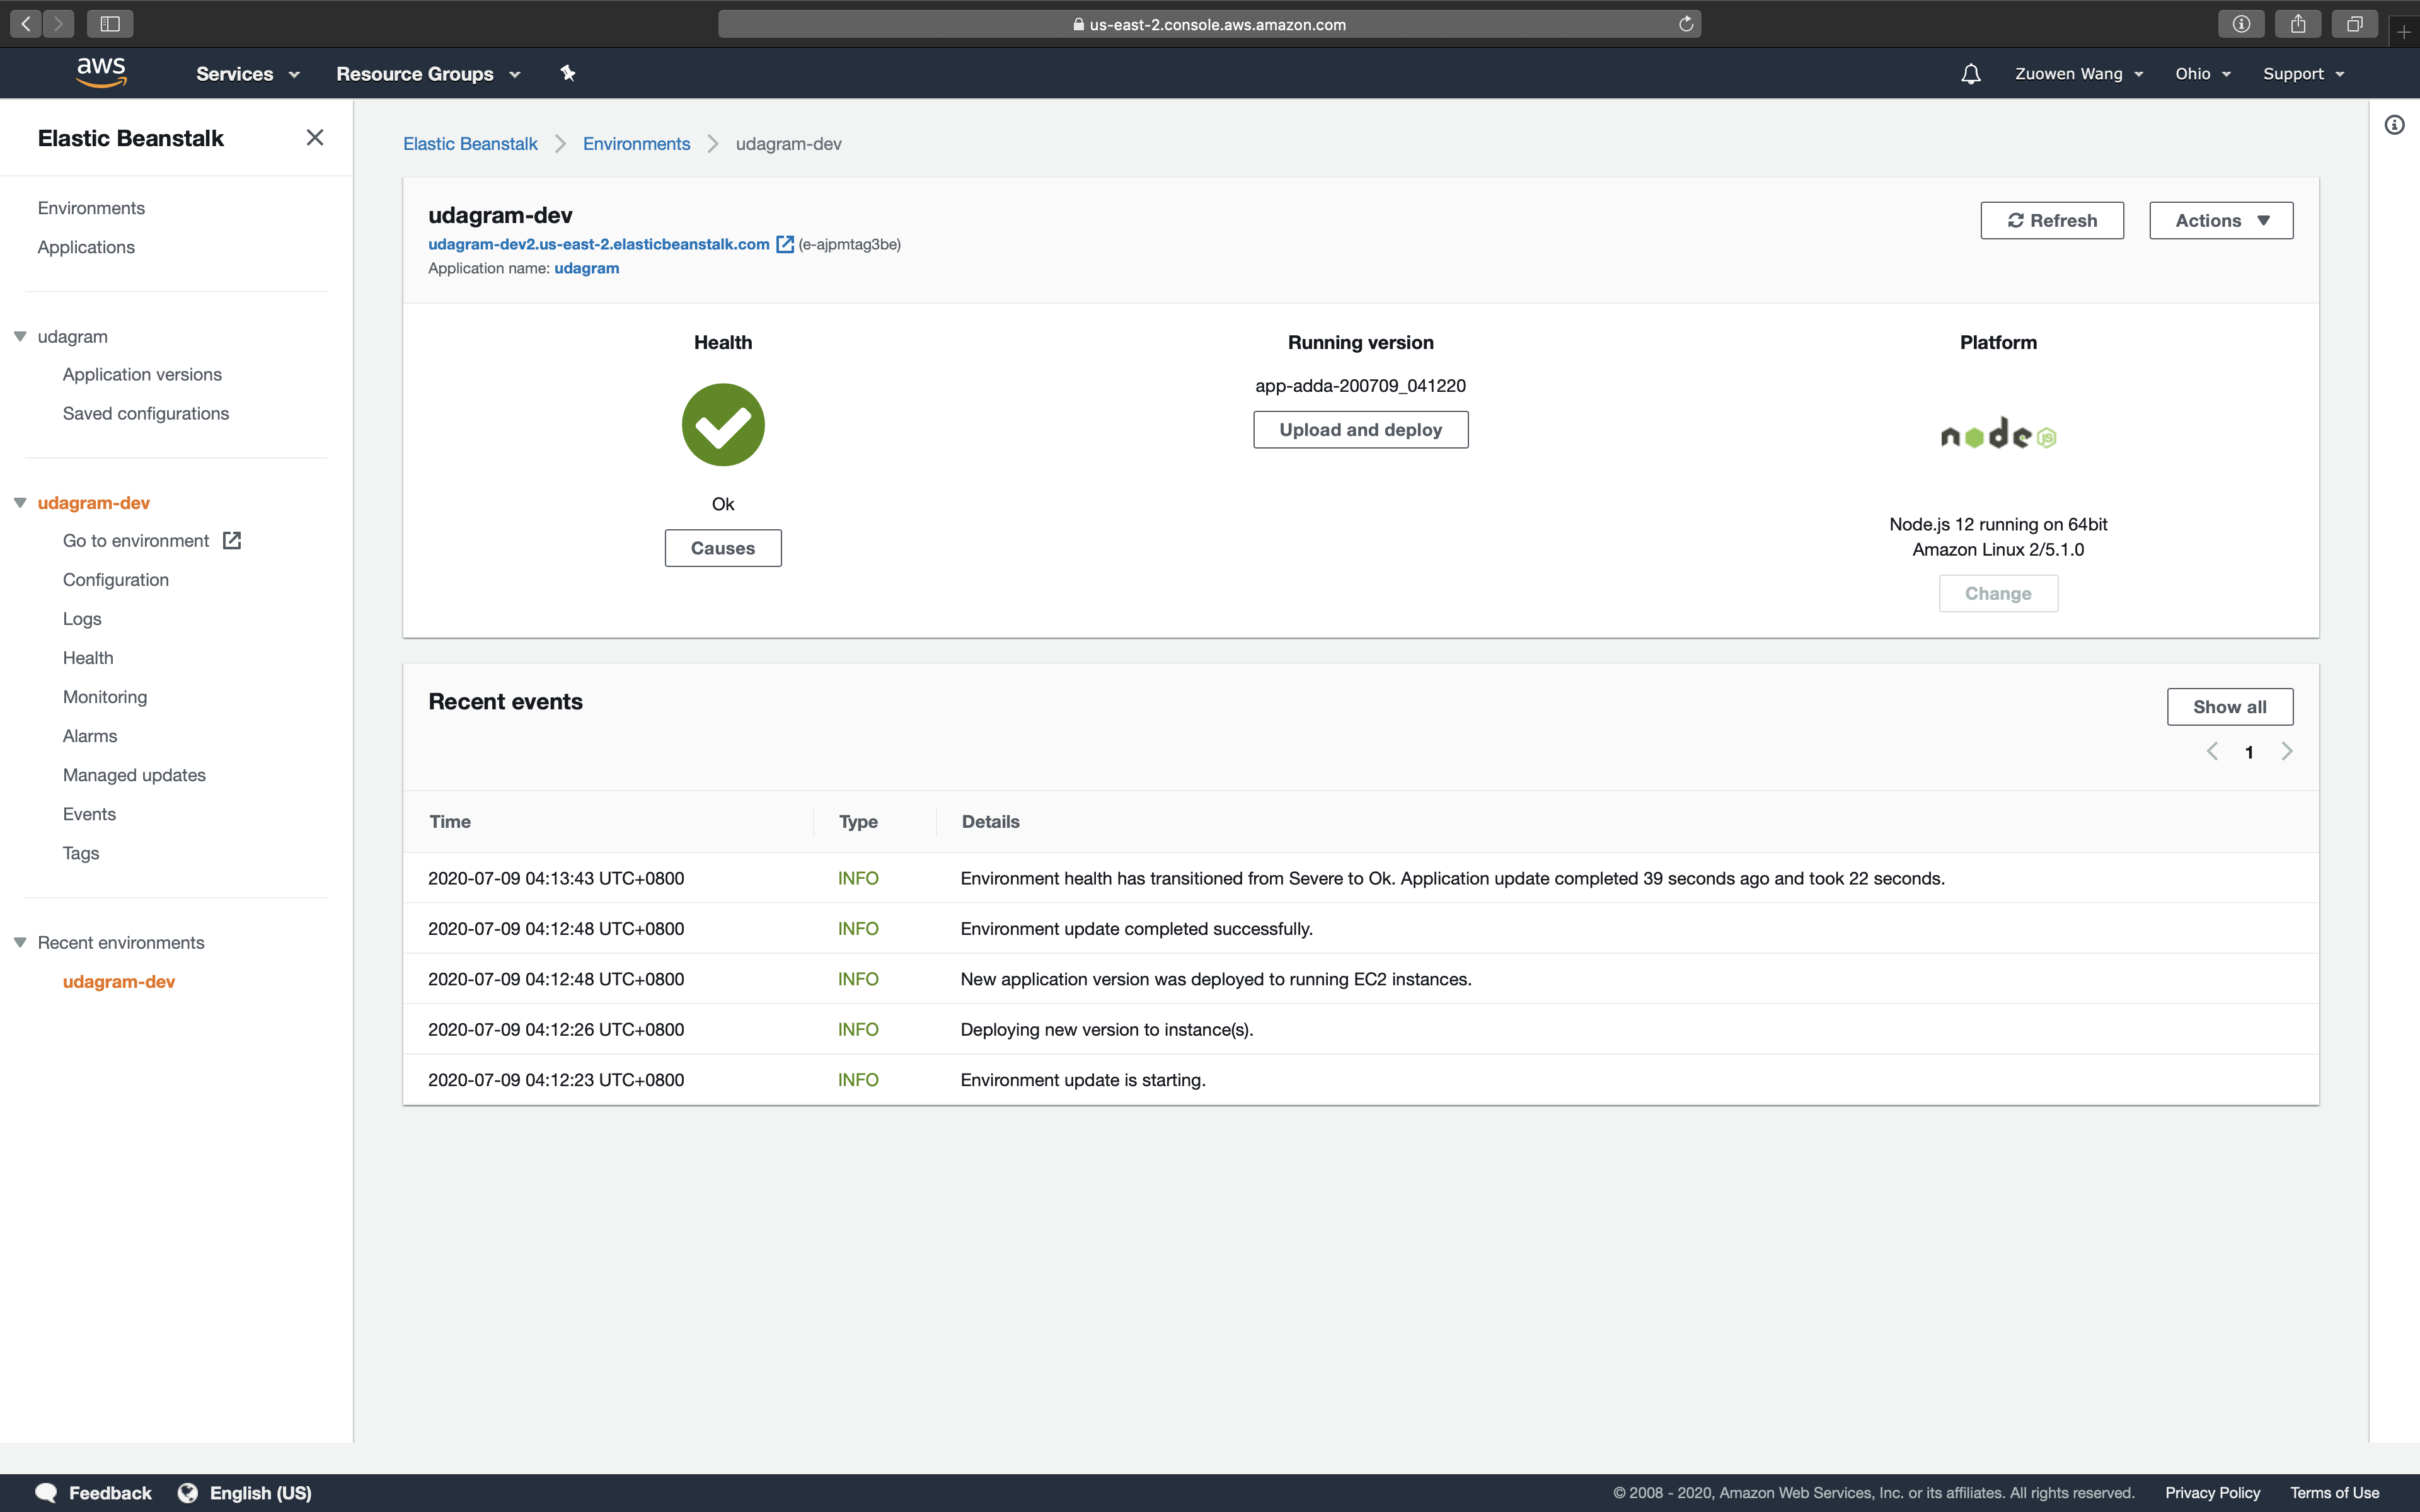 us-east-2.console.aws.amazon.com
aws Services Resource Groups Zuowen Wang Ohio Support
Elastic Beanstalk
Environments
Applications
udagram
Application versions
Saved configurations
udagram-dev
Go to environment
Configuration
Logs
Health
Monitoring
Alarms
Managed updates
Events
Tags
Recent environments
udagram-dev
Elastic Beanstalk Environments udagram-dev
udagram-dev
udagram-dev2.us-east-2.elasticbeanstalk.com (e-ajpmtag3be)
Application name: udagram
Refresh Actions
Health
Ok
Causes
Running version
app-adda-200709_041220
Upload and deploy
Platform
node JS
Node.js 12 running on 64bit
Amazon Linux 2/5.1.0
Change
Recent events
Show all
1
Time Type Details
2020-07-09 04:13:43 UTC+0800 INFO Environment health has transitioned from Severe to Ok. Application update completed 39 seconds ago and took 22 seconds.
2020-07-09 04:12:48 UTC+0800 INFO Environment update completed successfully.
2020-07-09 04:12:48 UTC+0800 INFO New application version was deployed to running EC2 instances.
2020-07-09 04:12:26 UTC+0800 INFO Deploying new version to instance(s).
2020-07-09 04:12:23 UTC+0800 INFO Environment update is starting.
Feedback English (US) © 2008 - 2020, Amazon Web Services, Inc. or its affiliates. All rights reserved. Privacy Policy Terms of Use